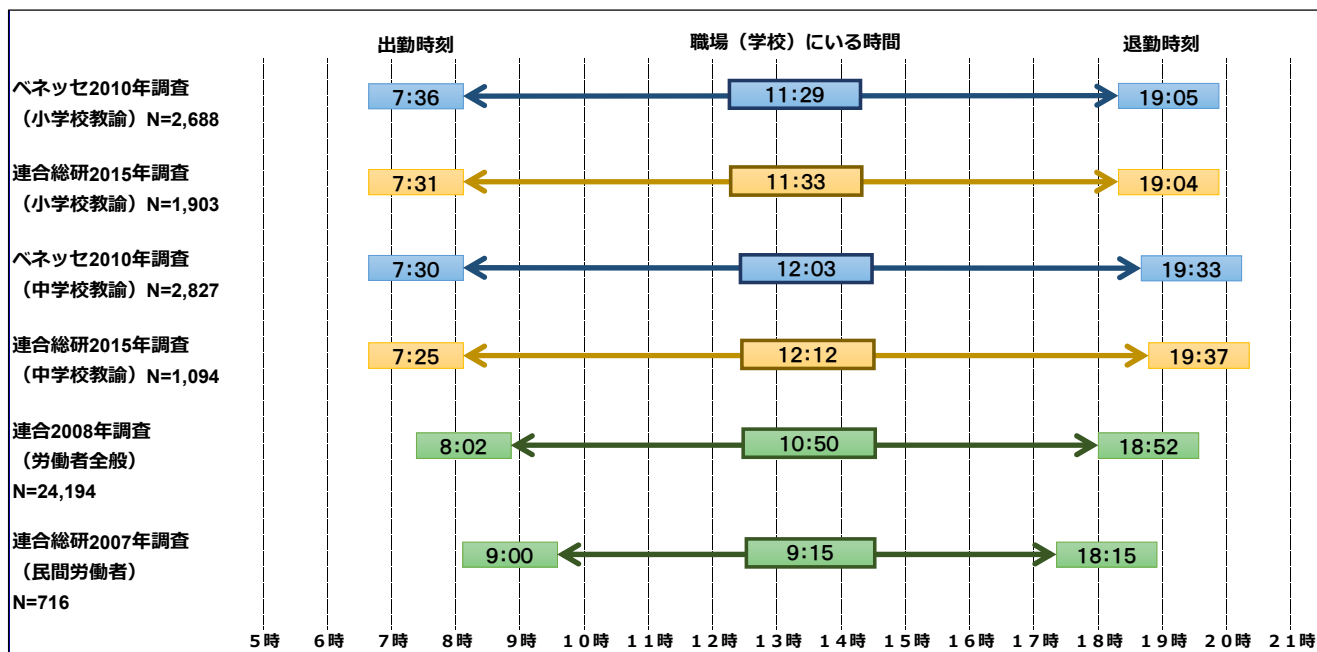 出勤時刻 職場（学校）にいる時間 退勤時刻
ベネッセ2010年調査
（小学校教諭）N=2,688
7:36 11:29 19:05
連合総研2015年調査
（小学校教諭）N=1,903
7:31 11:33 19:04
ベネッセ2010年調査
（中学校教諭）N=2,827
7:30 12:03 19:33
連合総研2015年調査
（中学校教諭）N=1,094
7:25 12:12 19:37
連合2008年調査
（労働者全般）
N=24,194
8:02 10:50 18:52
連合総研2007年調査
（民間労働者）
N=716
9:00 9:15 18:15
5時 6時 7時 8時 9時 10時 11時 12時 13時 14時 15時 16時 17時 18時 19時 20時 21時